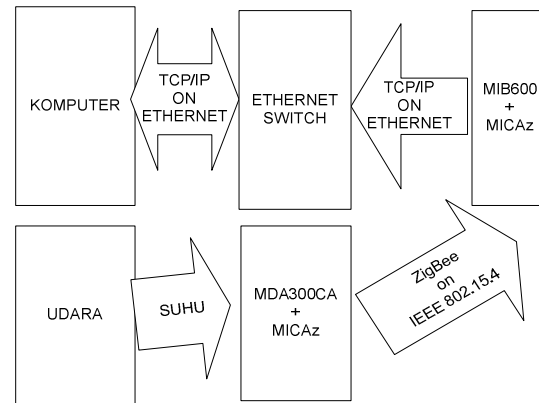 KOMPUTER
TCP/IP
ON
ETHERNET
ETHERNET
SWITCH
TCP/IP
ON
ETHERNET
MIB600
+
MICAz
UDARA
SUHU
MDA300CA
+
MICAz
ZigBee
on
IEEE 802.15.4